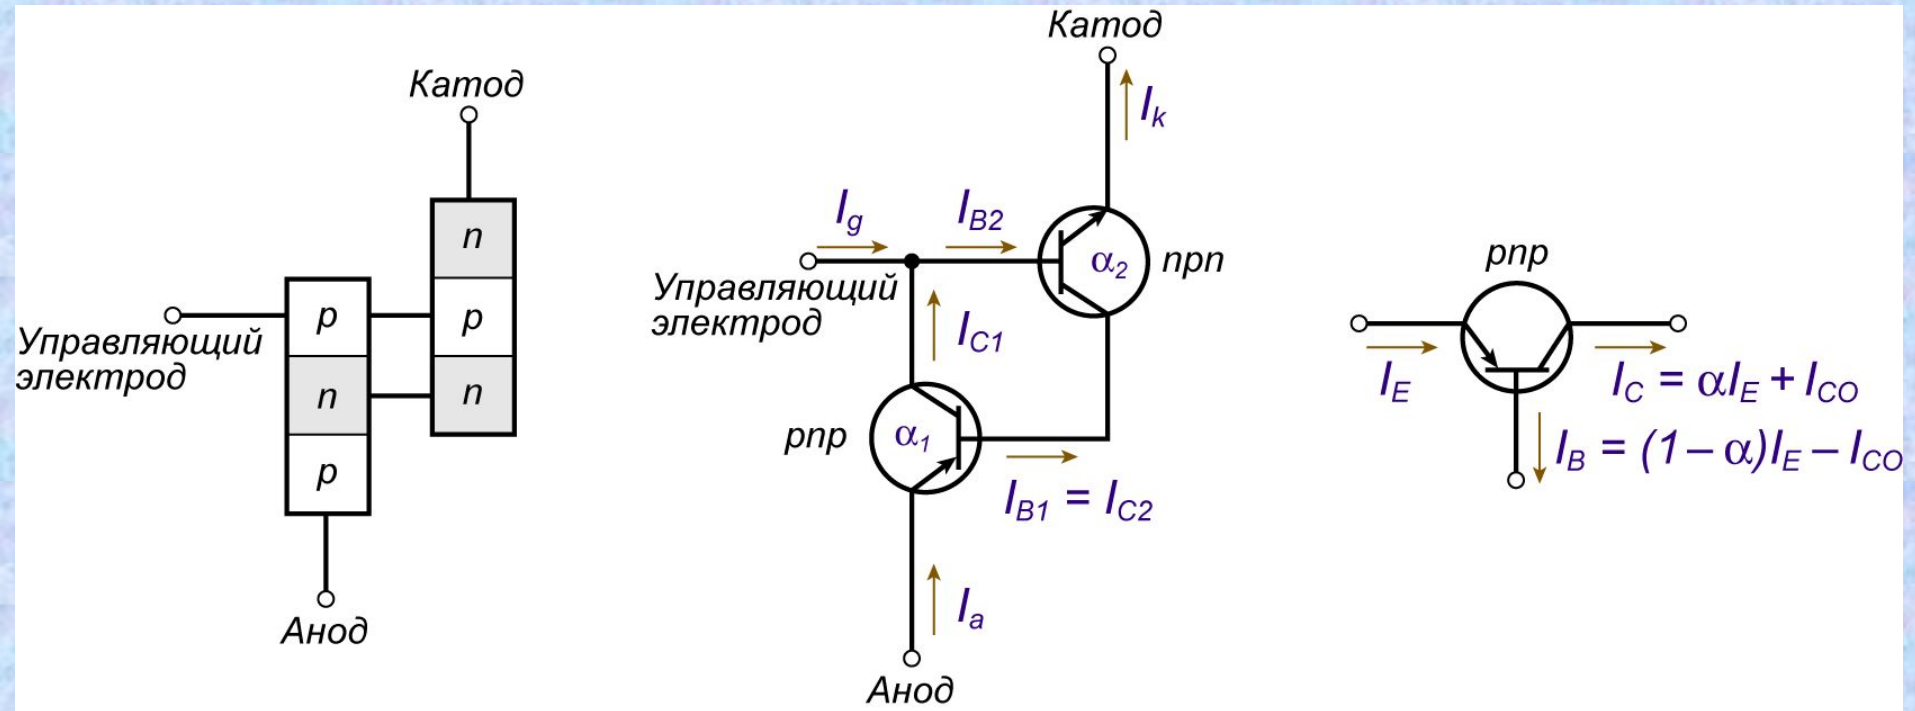 Катод
n
p
p
n
n
p
Управляющий
электрод
Анод
Катод
I_k
I_g
I_B2
α_2
npn
Управляющий
электрод
I_C1
pnp
α_1
I_B1 = I_C2
I_a
Анод
pnp
I_E
I_C = αI_E + I_CO
I_B = (1 – α)I_E – I_CO